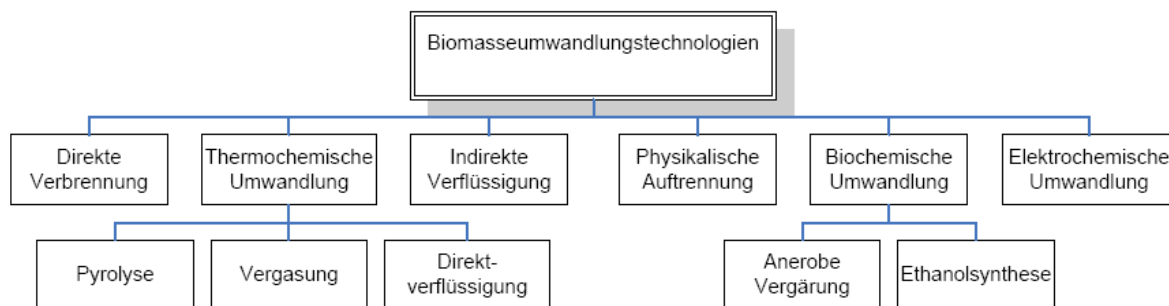 Biomasseumwandlungstechnologien
Direkte
Verbrennung
Thermochemische
Umwandlung
Indirekte
Verflüssigung
Physikalische
Auftrennung
Biochemische
Umwandlung
Elektrochemische
Umwandlung
Pyrolyse
Vergasung
Direkt-
verflüssigung
Anerobe
Vergärung
Ethanolsynthese